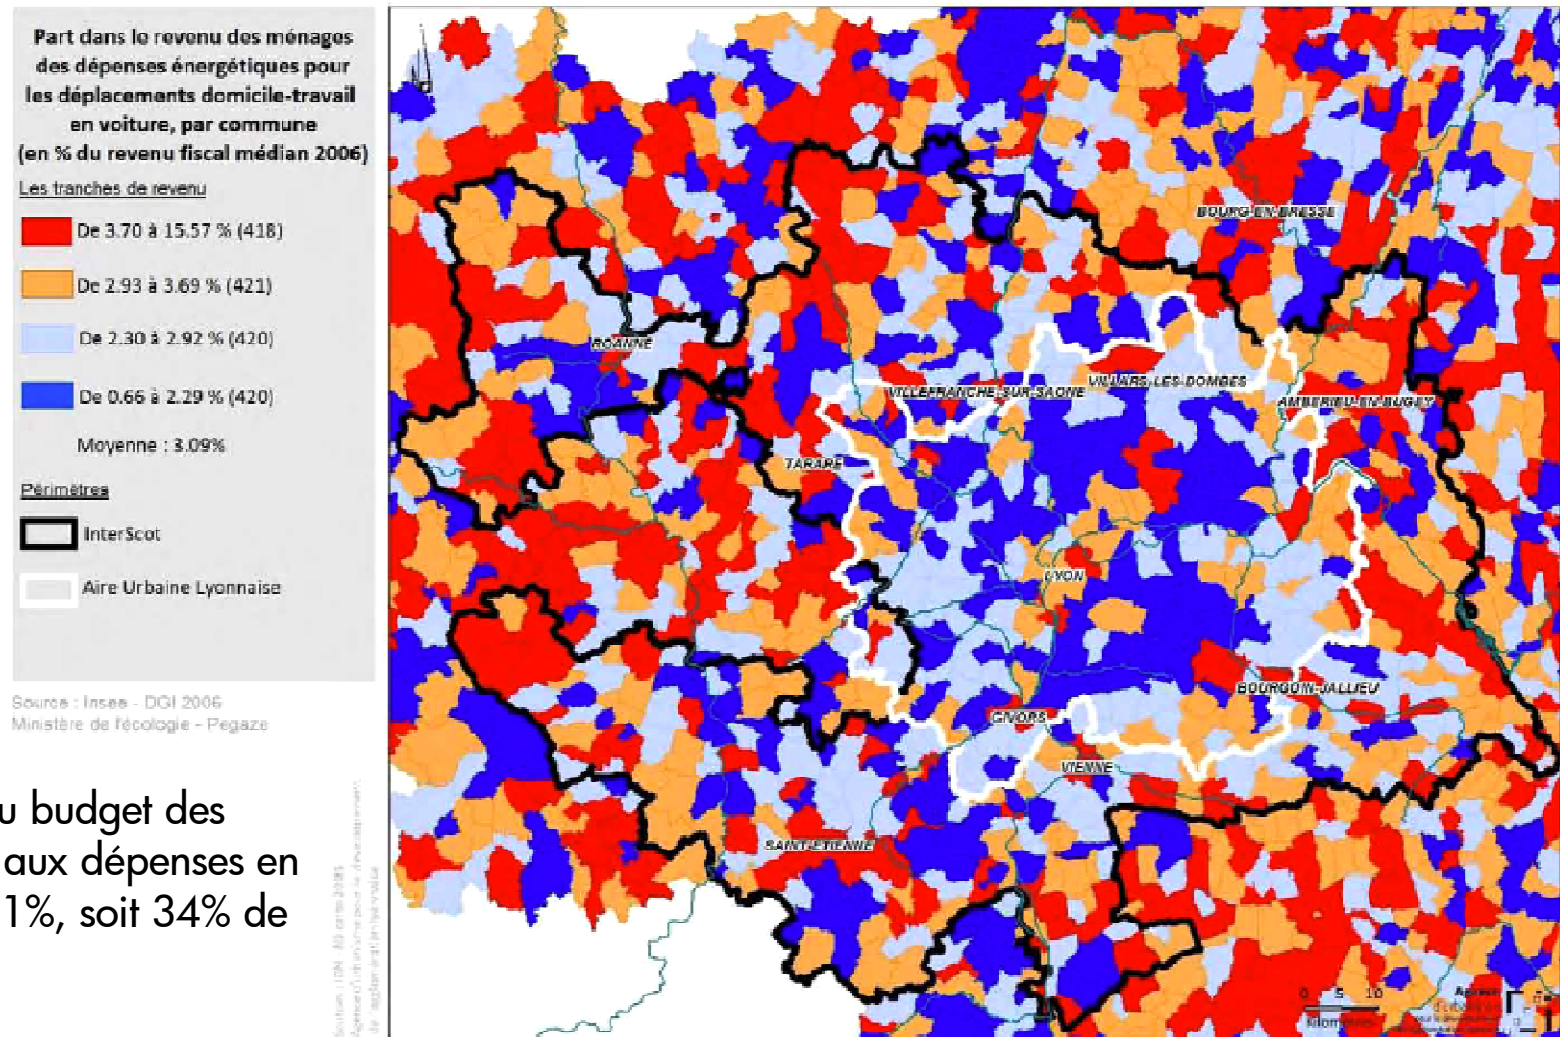 Part dans le revenu des ménages
des dépenses énergétiques pour
les déplacements domicile-travail
en voiture, par commune
(en % du revenu fiscal médian 2006)
Les tranches de revenu
De 3.70 à 15.57 % (418)
De 2.93 à 3.69 % (421)
De 2.30 à 2.92 % (420)
De 0.66 à 2.29 % (420)
Moyenne : 3.09%
Périmètres
InterScot
Aire Urbaine Lyonnaise
Source : Insee - DGI 2006
Ministère de l'écologie - Pegaze
u budget des
aux dépenses en
1%, soit 34% de
BOURG-EN-BRESSE
ROANNE
VILLEFRANCHE-SUR-SAONE
VILLARS-LES-DOMBES
AMBERIEU-EN-BUGEY
TARARE
LYON
BOURGOIN-JALLIEU
GIVORS
VIENNE
SAINT-ETIENNE
0 5 10
Kilomètres
Agence
d'urbanisme